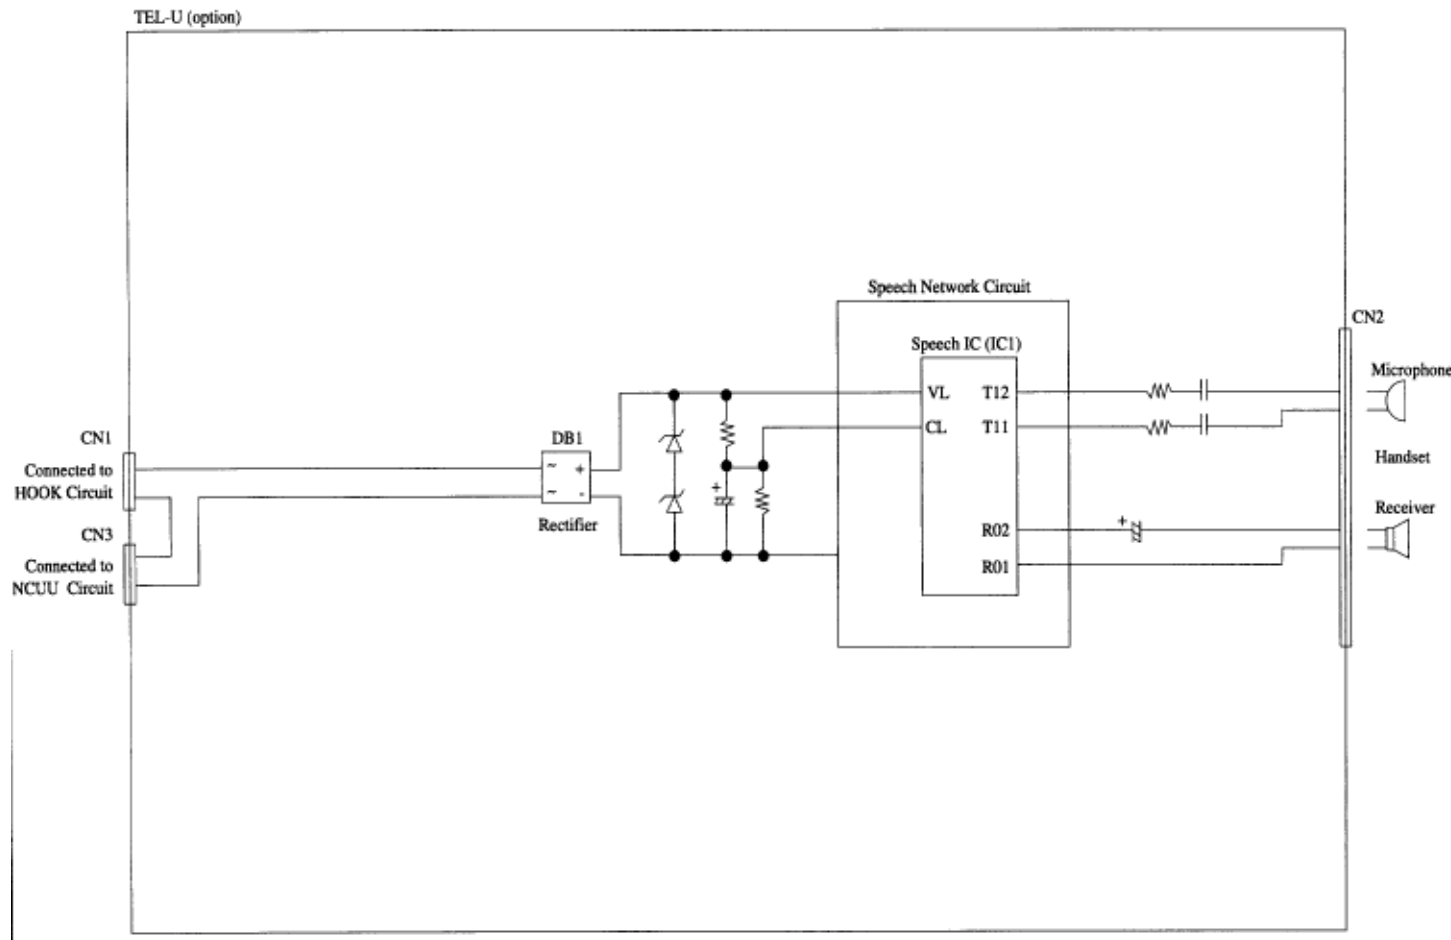 TEL-U (option)
Speech Network Circuit
CN2
Speech IC (IC1)
Microphone
VL
T12
CL
T11
CN1
DB1
Connected to
HOOK Circuit
~
+
~
-
+
Handset
Rectifier
CN3
Receiver
+
R02
Connected to
NCUU Circuit
R01